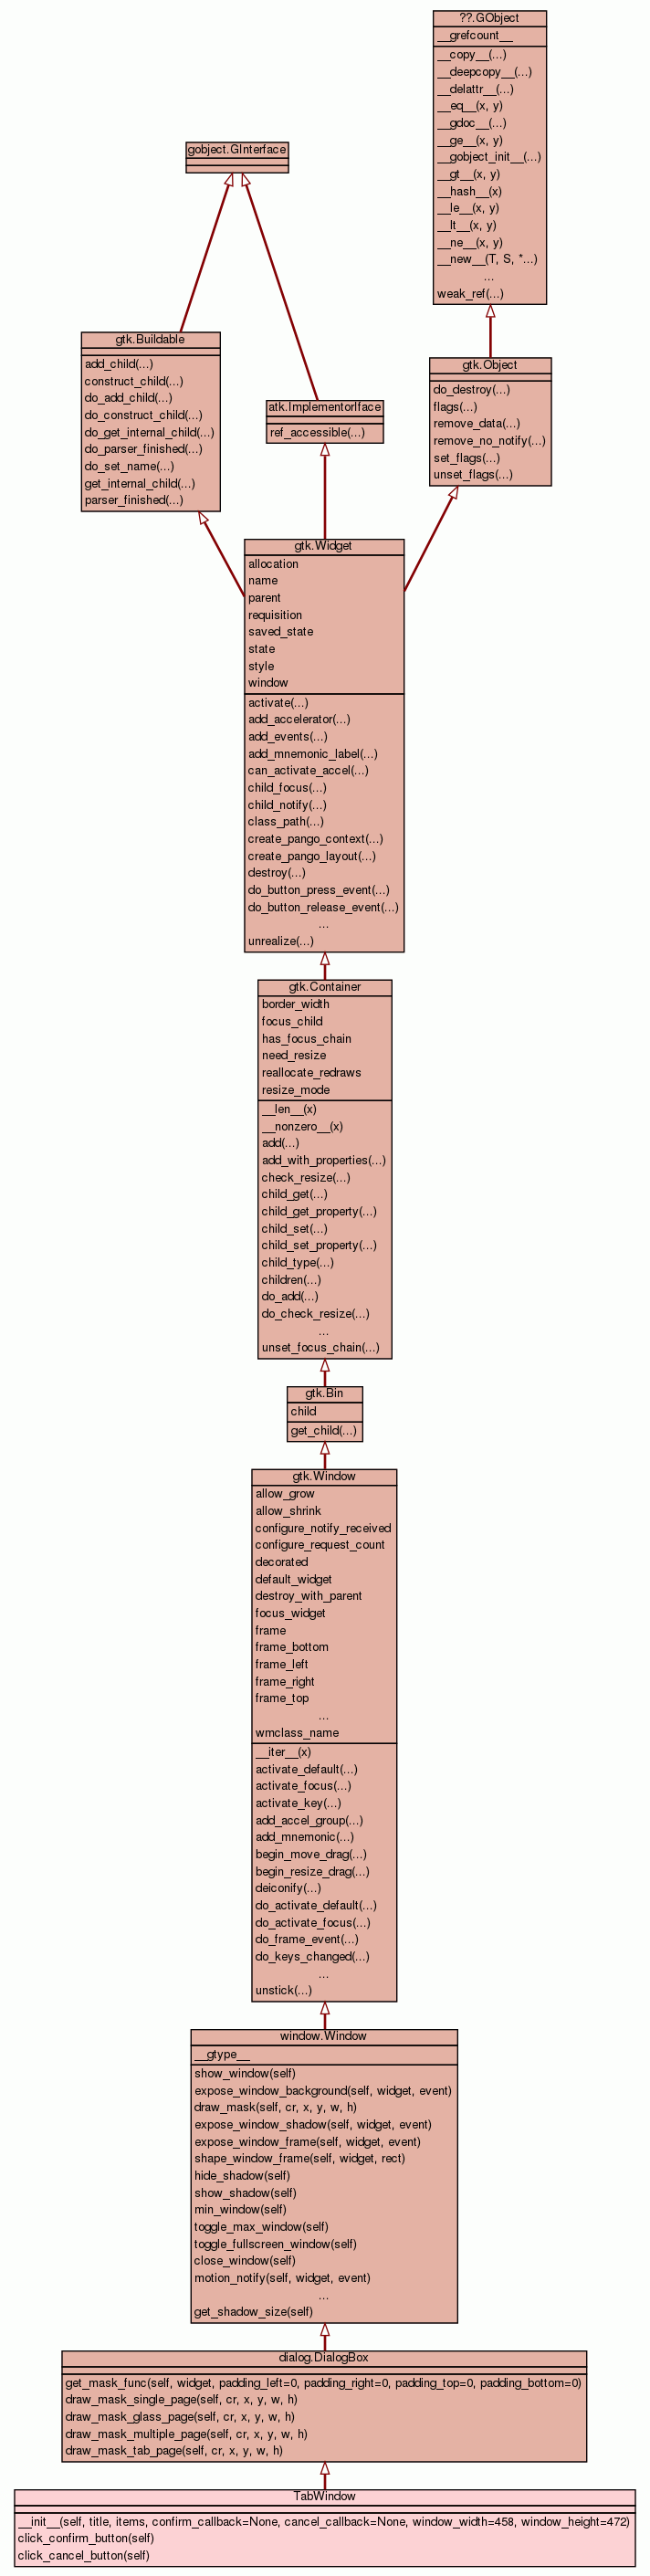 ??.GObject
__grefcount__
__copy__(...)
__deepcopy__(...)
__delattr__(...)
__eq__(x, y)
__gdoc__(...)
__ge__(x, y)
__gobject_init__(...)
__gt__(x, y)
__hash__(x)
__le__(x, y)
__lt__(x, y)
__ne__(x, y)
__new__(T, S, *...)
...
weak_ref(...)
gobject.GInterface
gtk.Buildable
add_child(...)
construct_child(...)
do_add_child(...)
do_construct_child(...)
do_get_internal_child(...)
do_parser_finished(...)
do_set_name(...)
get_internal_child(...)
parser_finished(...)
atk.ImplementorIface
ref_accessible(...)
gtk.Object
do_destroy(...)
flags(...)
remove_data(...)
remove_no_notify(...)
set_flags(...)
unset_flags(...)
gtk.Widget
allocation
name
parent
requisition
saved_state
state
style
window
activate(...)
add_accelerator(...)
add_events(...)
add_mnemonic_label(...)
can_activate_accel(...)
child_focus(...)
child_notify(...)
class_path(...)
create_pango_context(...)
create_pango_layout(...)
destroy(...)
do_button_press_event(...)
do_button_release_event(...)
...
unrealize(...)
gtk.Container
border_width
focus_child
has_focus_chain
need_resize
reallocate_redraws
resize_mode
__len__(x)
__nonzero__(x)
add(...)
add_with_properties(...)
check_resize(...)
child_get(...)
child_get_property(...)
child_set(...)
child_set_property(...)
child_type(...)
children(...)
do_add(...)
do_check_resize(...)
...
unset_focus_chain(...)
gtk.Bin
child
get_child(...)
gtk.Window
allow_grow
allow_shrink
configure_notify_received
configure_request_count
decorated
default_widget
destroy_with_parent
focus_widget
frame
frame_bottom
frame_left
frame_right
frame_top
...
wmclass_name
__iter__(x)
activate_default(...)
activate_focus(...)
activate_key(...)
add_accel_group(...)
add_mnemonic(...)
begin_move_drag(...)
begin_resize_drag(...)
deiconify(...)
do_activate_default(...)
do_activate_focus(...)
do_frame_event(...)
do_keys_changed(...)
...
unstick(...)
window.Window
__gtype__
show_window(self)
expose_window_background(self, widget, event)
draw_mask(self, cr, x, y, w, h)
expose_window_shadow(self, widget, event)
expose_window_frame(self, widget, event)
shape_window_frame(self, widget, rect)
hide_shadow(self)
show_shadow(self)
min_window(self)
toggle_max_window(self)
toggle_fullscreen_window(self)
close_window(self)
motion_notify(self, widget, event)
...
get_shadow_size(self)
dialog.DialogBox
get_mask_func(self, widget, padding_left=0, padding_right=0, padding_top=0, padding_bottom=0)
draw_mask_single_page(self, cr, x, y, w, h)
draw_mask_glass_page(self, cr, x, y, w, h)
draw_mask_multiple_page(self, cr, x, y, w, h)
draw_mask_tab_page(self, cr, x, y, w, h)
TabWindow
__init__(self, title, items, confirm_callback=None, cancel_callback=None, window_width=458, window_height=472)
click_confirm_button(self)
click_cancel_button(self)